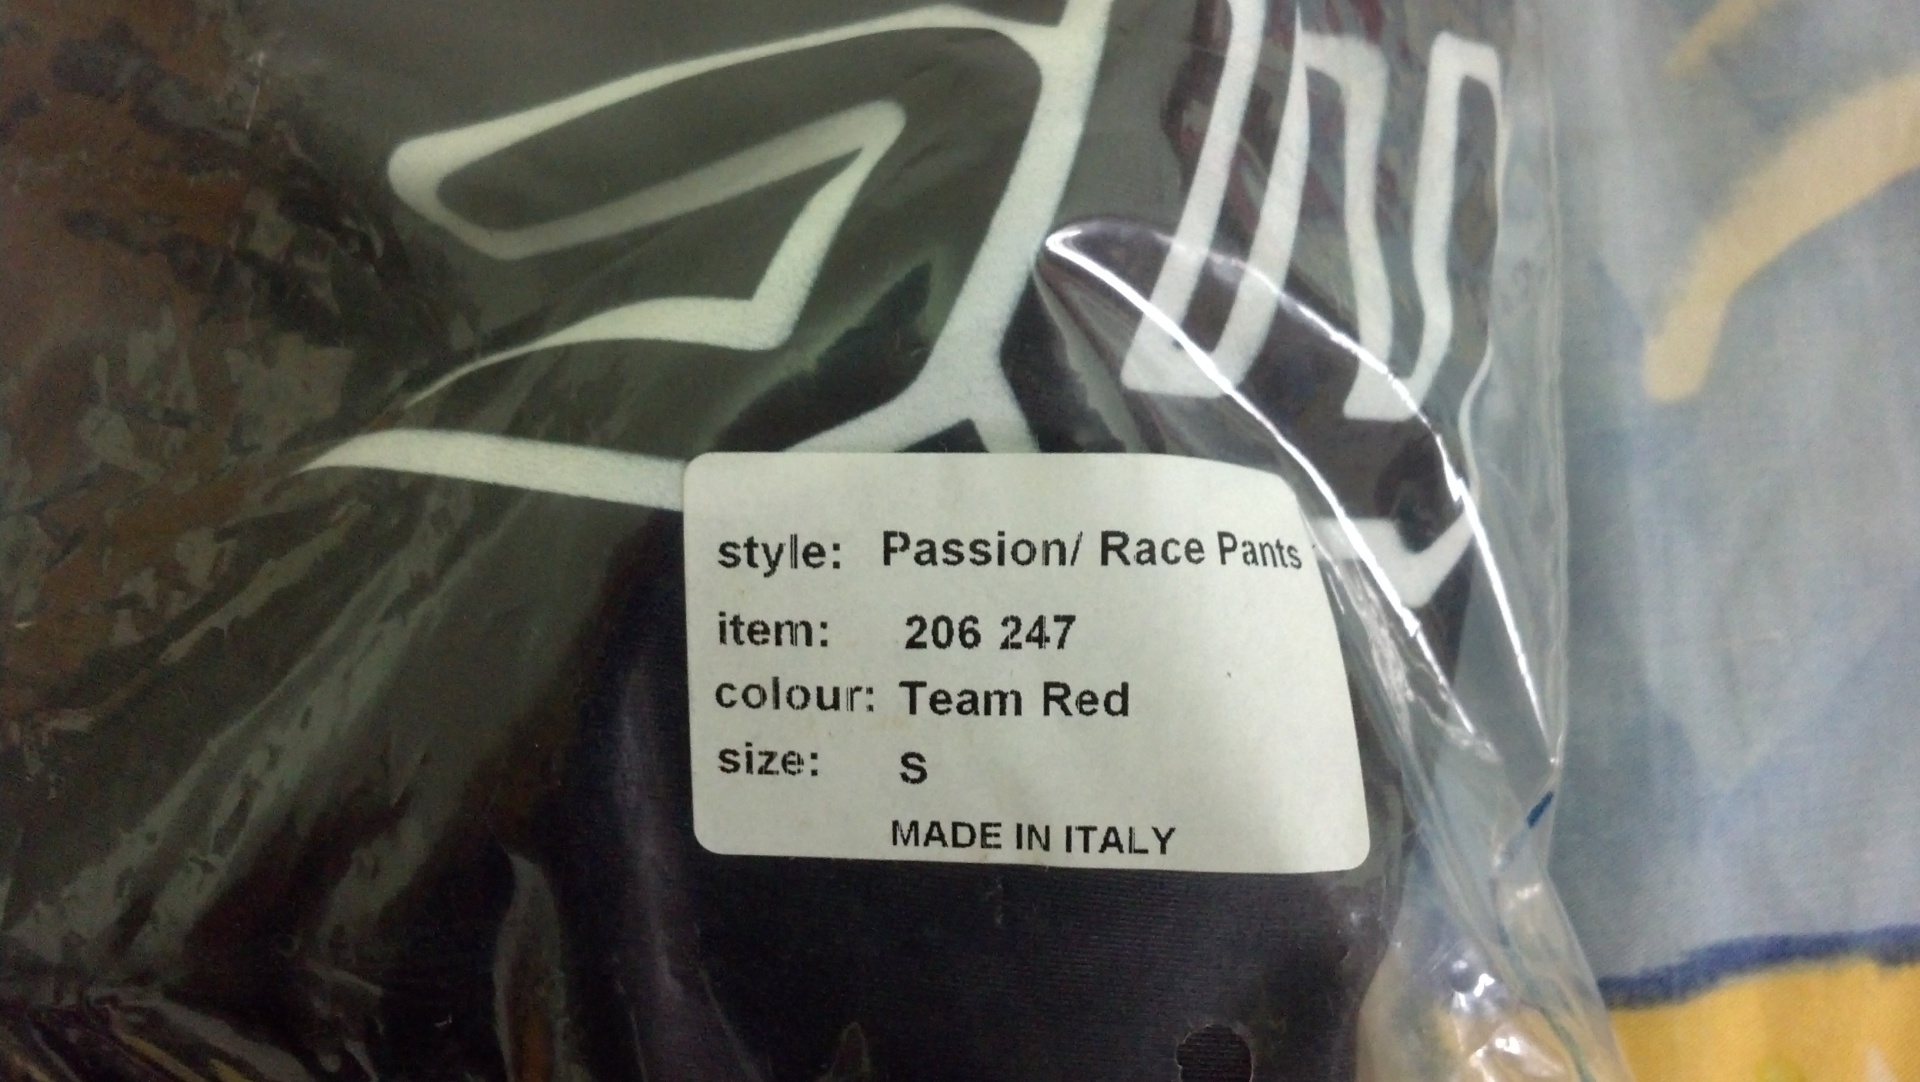 style: Passion/ Race Pants
item: 206 247
colour: Team Red
size: S
MADE IN ITALY